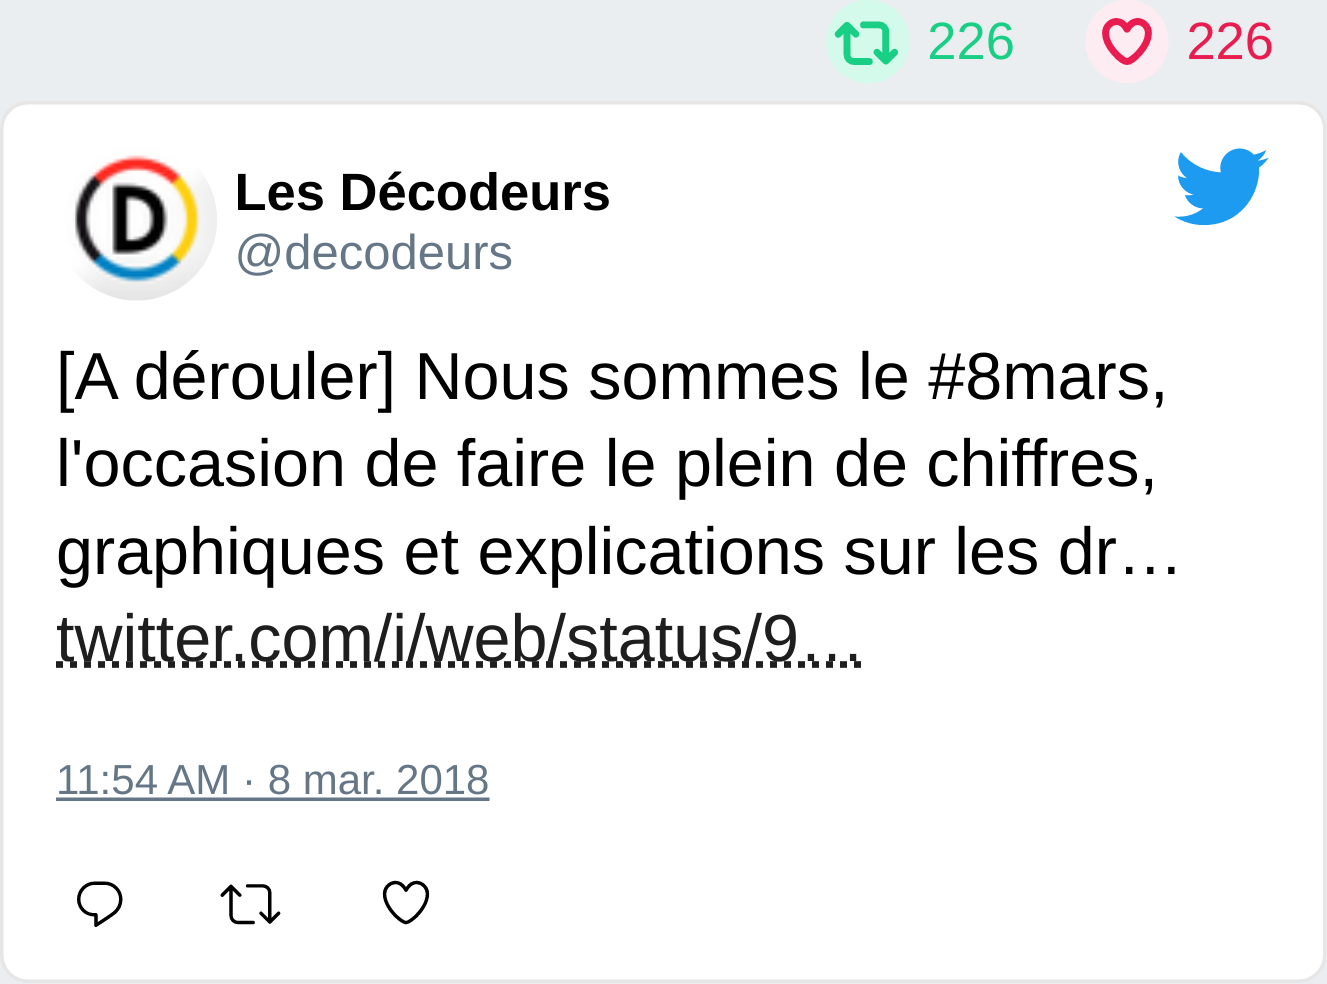 226 226
D
Les Décodeurs
@decodeurs
[A dérouler] Nous sommes le #8mars,
l'occasion de faire le plein de chiffres,
graphiques et explications sur les dr…
twitter.com/i/web/status/9…
11:54 AM · 8 mar. 2018